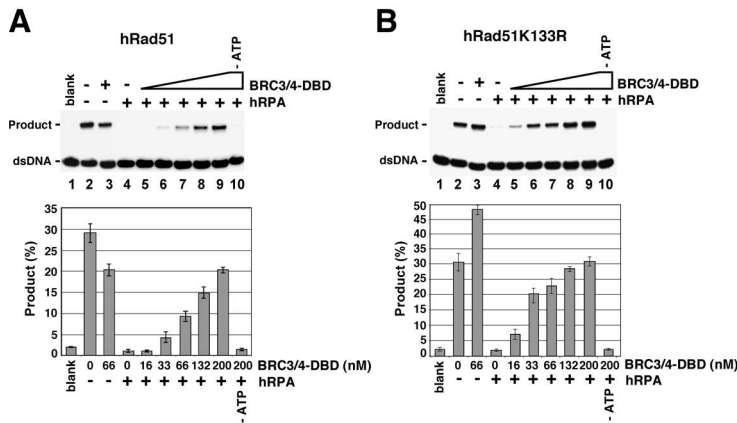 A
hRad51
- ATP
blank
- + BRC3/4-DBD
- - + + + + + + + hRPA
Product -
dsDNA -
1 2 3 4 5 6 7 8 9 10
Product (%)
35
30
25
20
15
10
5
0
blank
0 66 0 16 33 66 132 200 200 BRC3/4-DBD (nM)
- - + + + + + + + hRPA
- ATP
B
hRad51K133R
- ATP
blank
- + BRC3/4-DBD
- - + + + + + + + hRPA
Product -
dsDNA -
1 2 3 4 5 6 7 8 9 10
Product (%)
50
45
40
35
30
25
20
15
10
5
0
blank
0 66 0 16 33 66 132 200 200 BRC3/4-DBD (nM)
- - + + + + + + + hRPA
- ATP